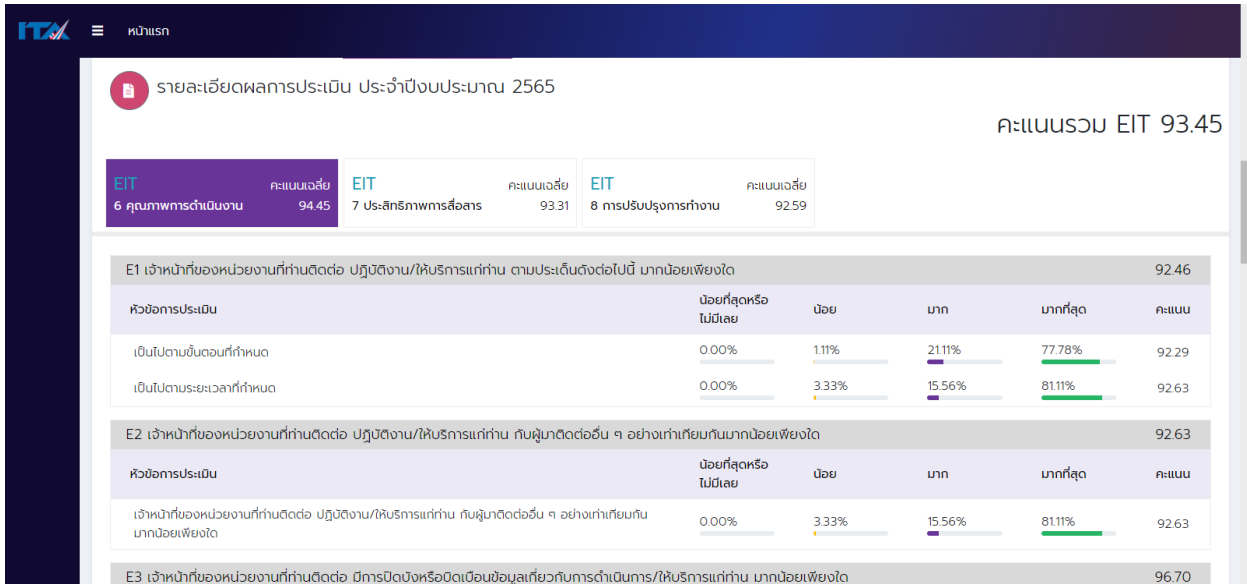 ITA หน้าแรก
รายละเอียดผลการประเมิน ประจำปีงบประมาณ 2565
คะแนนรวม EIT 93.45
EIT คะแนนเฉลี่ย EIT คะแนนเฉลี่ย EIT คะแนนเฉลี่ย
6 คุณภาพการดำเนินงาน 94.45 7 ประสิทธิภาพการสื่อสาร 93.31 8 การปรับปรุงการทำงาน 92.59
E1 เจ้าหน้าที่ของหน่วยงานที่ท่านติดต่อ ปฏิบัติงาน/ให้บริการแก่ท่าน ตามประเด็นดังต่อไปนี้ มากน้อยเพียงใด 92.46
หัวข้อการประเมิน น้อยที่สุดหรือ
ไม่มีเลย น้อย มาก มากที่สุด คะแนน
เป็นไปตามขั้นตอนที่กำหนด 0.00% 1.11% 21.11% 77.78% 92.29
เป็นไปตามระยะเวลาที่กำหนด 0.00% 3.33% 15.56% 81.11% 92.63
E2 เจ้าหน้าที่ของหน่วยงานที่ท่านติดต่อ ปฏิบัติงาน/ให้บริการแก่ท่าน กับผู้มาติดต่ออื่น ๆ อย่างเท่าเทียมกันมากน้อยเพียงใด 92.63
หัวข้อการประเมิน น้อยที่สุดหรือ
ไม่มีเลย น้อย มาก มากที่สุด คะแนน
เจ้าหน้าที่ของหน่วยงานที่ท่านติดต่อ ปฏิบัติงาน/ให้บริการแก่ท่าน กับผู้มาติดต่ออื่น ๆ อย่างเท่าเทียมกัน
มากน้อยเพียงใด 0.00% 3.33% 15.56% 81.11% 92.63
E3 เจ้าหน้าที่ของหน่วยงานที่ท่านติดต่อ มีการปิดบังหรือบิดเบือนข้อมูลเกี่ยวกับการดำเนินการ/ให้บริการแก่ท่าน มากน้อยเพียงใด 96.70